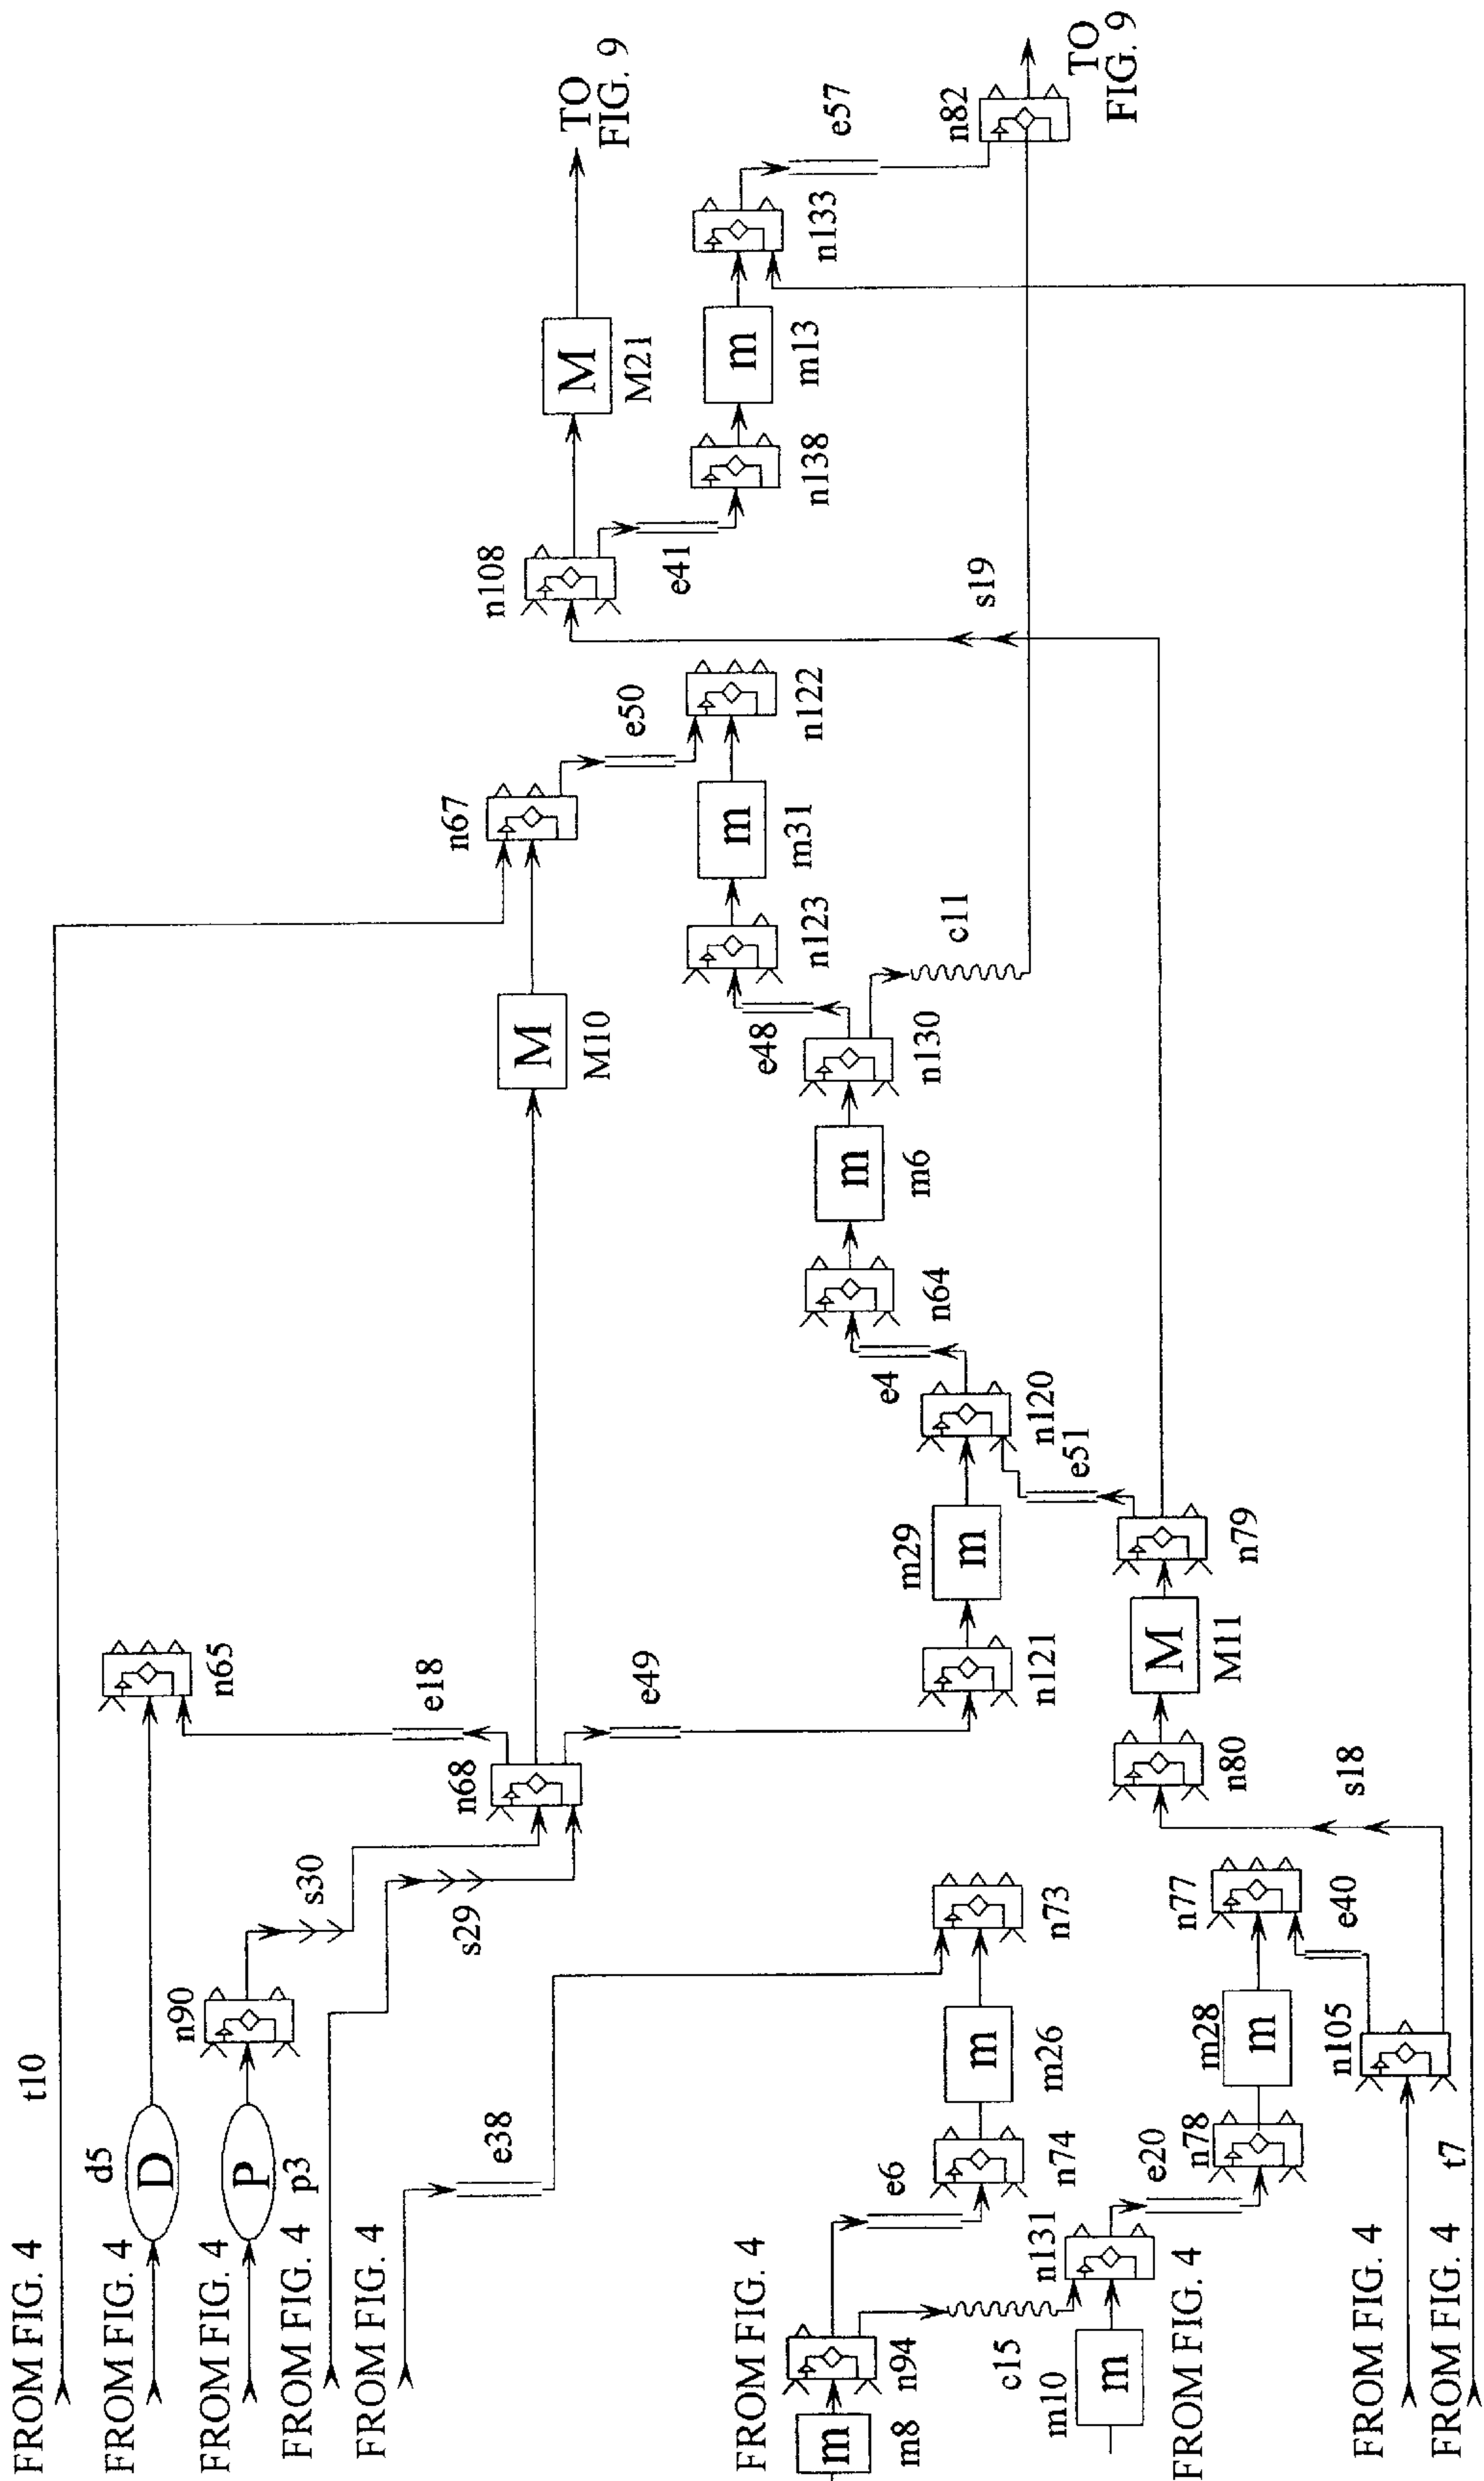 FROM FIG. 4
t10
FROM FIG. 4
D
d5
n65
FROM FIG. 4
P
p3
n90
s30
FROM FIG. 4
s29
FROM FIG. 4
e38
e18
n68
e49
M
M10
n67
e50
n108
M
M21
TO
FIG. 9
e41
n138
m
m13
n133
e57
n82
TO
FIG. 9
n123
m
m31
n122
e48
n130
c11
s19
m
m6
n64
e4
n120
e51
m29
m
n121
FROM FIG. 4
m
m8
n94
e6
n74
m
m26
n73
c15
m10
m
FROM FIG. 4
n131
e20
n78
m28
m
n77
e40
n105
s18
n80
M
M11
n79
FROM FIG. 4
FROM FIG. 4
t7